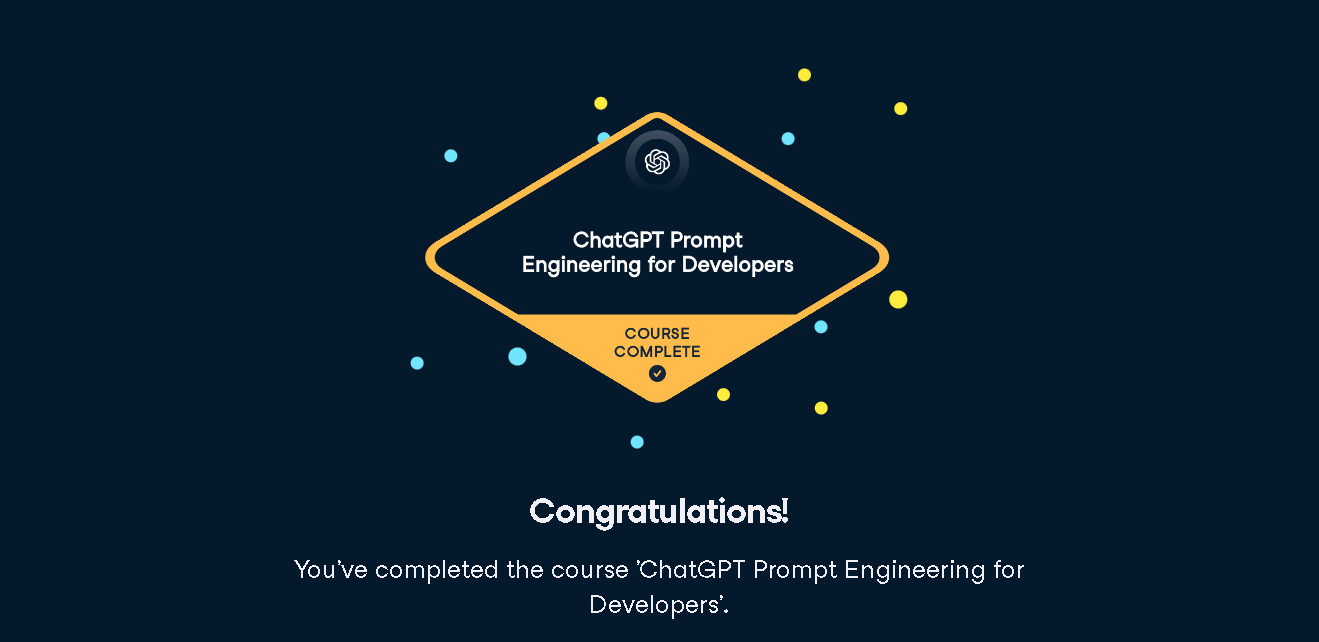 ChatGPT Prompt
Engineering for Developers
COURSE
COMPLETE
Congratulations!
You’ve completed the course ’ChatGPT Prompt Engineering for
Developers’.